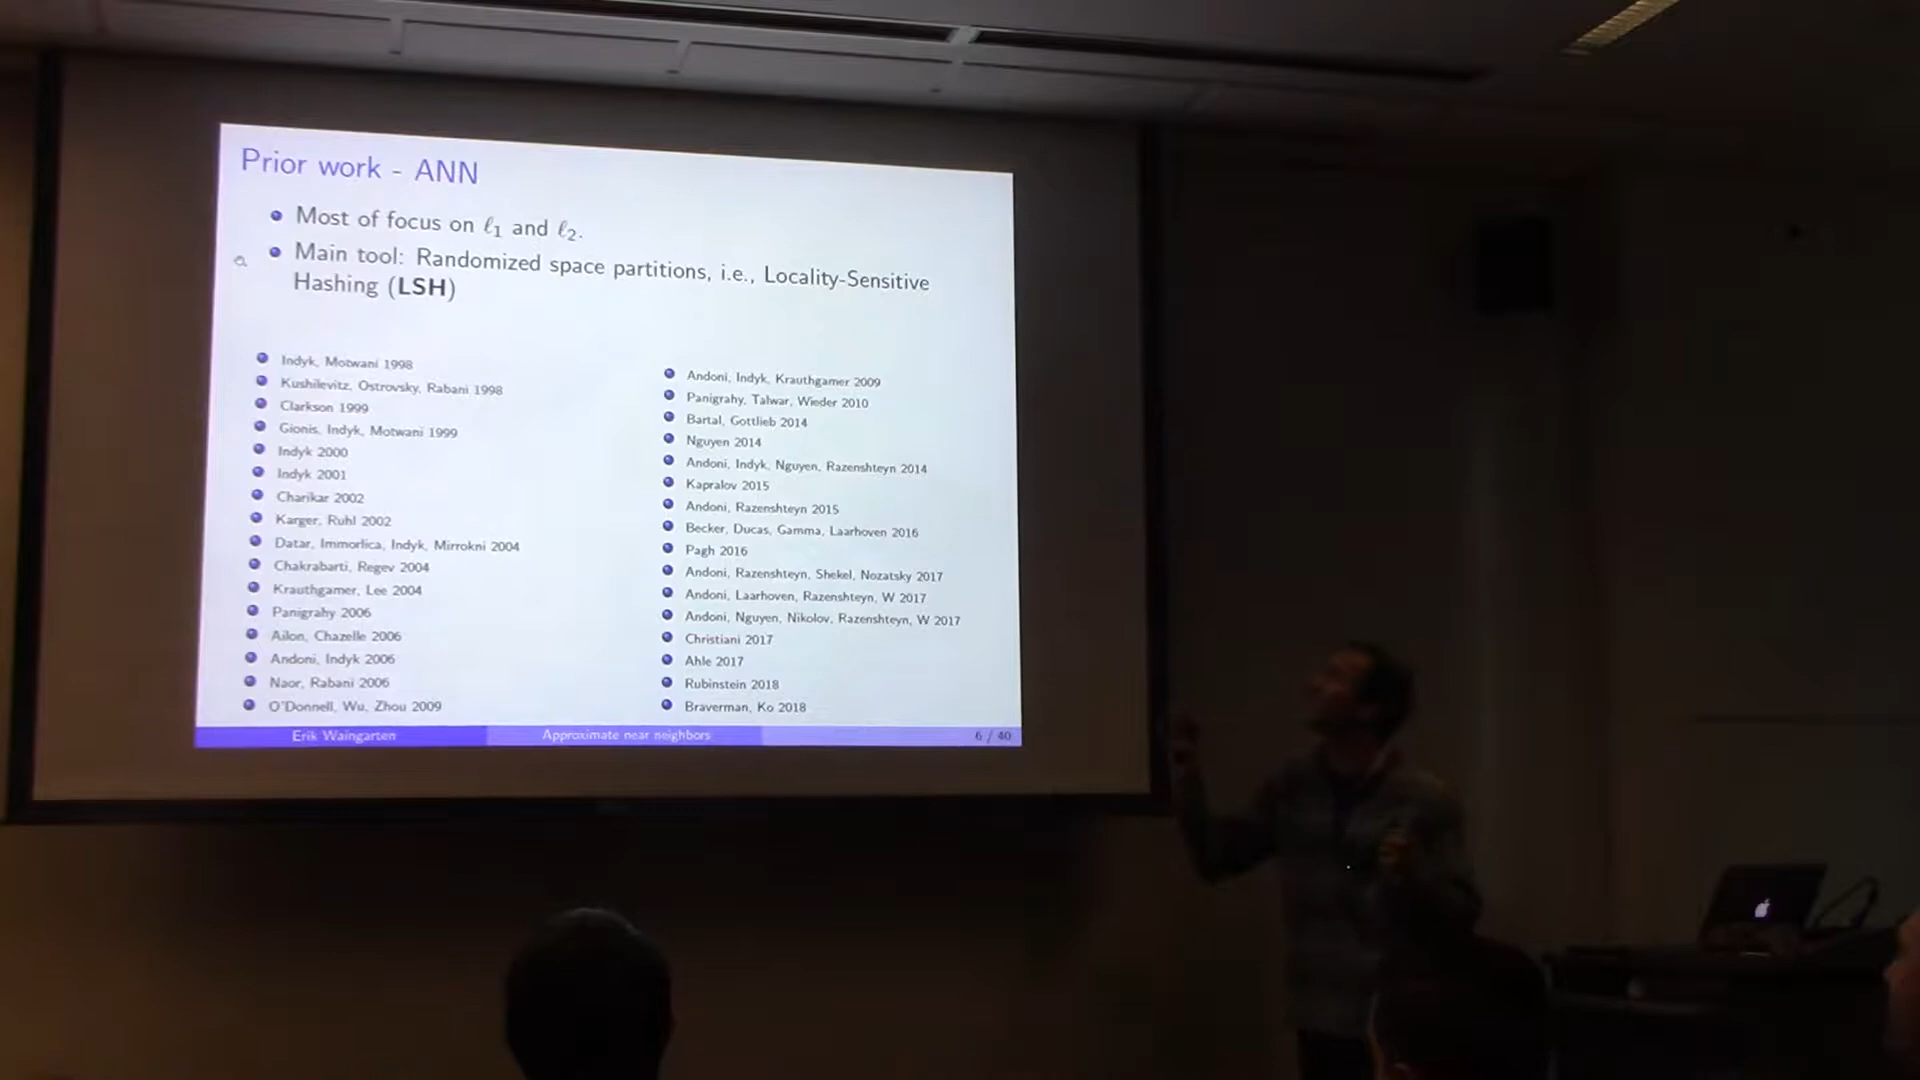 Prior work - ANN
Most of focus on ℓ1 and ℓ2.
Main tool: Randomized space partitions, i.e., Locality-Sensitive
Hashing (LSH)
Indyk, Motwani 1998
Kushilevitz, Ostrovsky, Rabani 1998
Clarkson 1999
Gionis, Indyk, Motwani 1999
Indyk 2000
Indyk 2001
Charikar 2002
Karger, Ruhl 2002
Datar, Immorlica, Indyk, Mirrokni 2004
Chakrabarti, Regev 2004
Krauthgamer, Lee 2004
Panigrahy 2006
Ailon, Chazelle 2006
Andoni, Indyk 2006
Naor, Rabani 2006
O'Donnell, Wu, Zhou 2009
Andoni, Indyk, Krauthgamer 2009
Panigrahy, Talwar, Wieder 2010
Bartal, Gottlieb 2014
Nguyen 2014
Andoni, Indyk, Nguyen, Razenshteyn 2014
Kapralov 2015
Andoni, Razenshteyn 2015
Becker, Ducas, Gamma, Laarhoven 2016
Pagh 2016
Andoni, Razenshteyn, Shekel, Nozatsky 2017
Andoni, Laarhoven, Razenshteyn, W 2017
Andoni, Nguyen, Nikolov, Razenshteyn, W 2017
Christiani 2017
Ahle 2017
Rubinstein 2018
Braverman, Ko 2018
Erik Waingarten
Approximate near neighbors
6 / 40